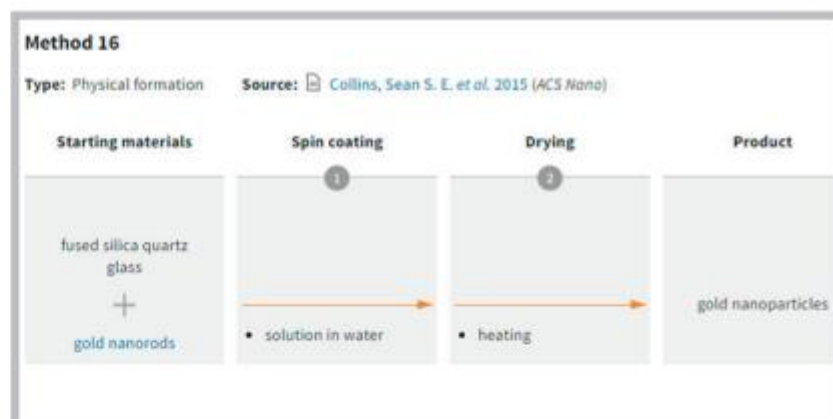 Method 16
Type: Physical formation Source: Collins, Sean S. E. et al. 2015 (ACS Nano)
Starting materials Spin coating Drying Product
1 2
fused silica quartz
glass
+
gold nanorods
• solution in water
• heating
gold nanoparticles